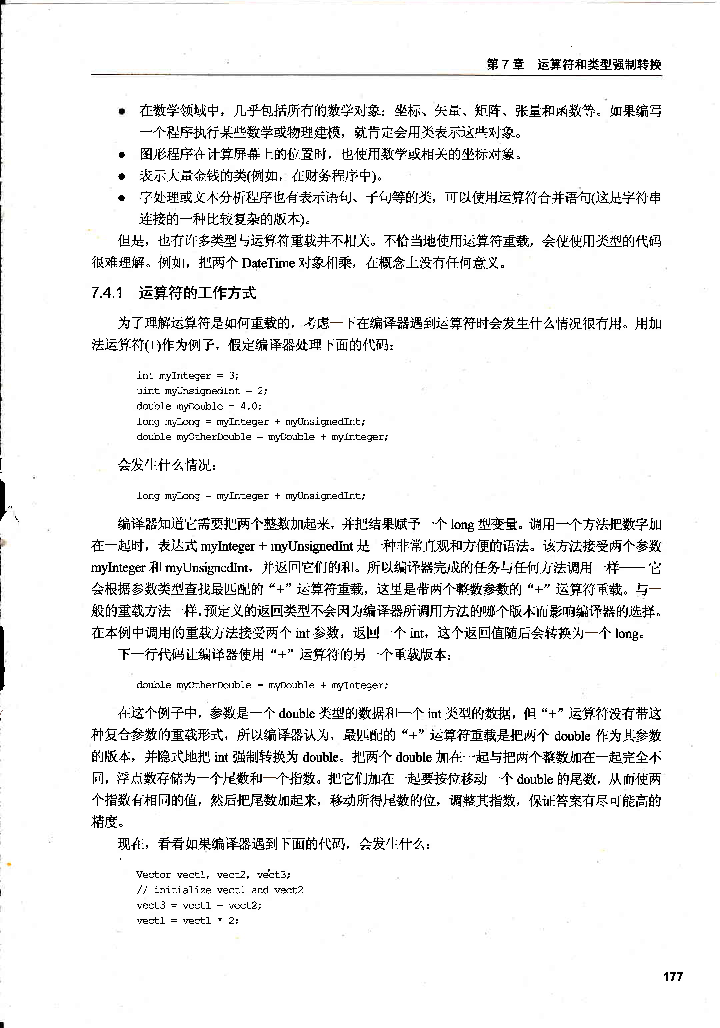 第 7 章 运算符和类型强制转换
● 在数学领域中，几乎包括所有的数学对象：坐标、矢量、矩阵、张量和函数等。如果编写
一个程序执行某些数学或物理建模，就肯定会用类表示这些对象。
● 图形程序在计算屏幕上的位置时，也使用数学或相关的坐标对象。
● 表示大量金钱的类(例如，在财务程序中)。
● 字处理或文本分析程序也有表示语句、子句等的类，可以使用运算符合并语句(这是字符串
连接的一种比较复杂的版本)。
但是，也有许多类型与运算符重载并不相关。不恰当地使用运算符重载，会使使用类型的代码
很难理解。例如，把两个 DateTime 对象相乘，在概念上没有任何意义。
7.4.1 运算符的工作方式
为了理解运算符是如何重载的，考虑一下在编译器遇到运算符时会发生什么情况很有用。用加
法运算符(+)作为例子，假定编译器处理下面的代码：
int myInteger = 3;
uint myUnsignedInt = 2;
double myDouble = 4.0;
long myLong = myInteger + myUnsignedInt;
double myOtherDouble = myDouble + myInteger;
会发生什么情况：
long myLong = myInteger + myUnsignedInt;
编译器知道它需要把两个整数加起来，并把结果赋予一个 long 型变量。调用一个方法把数字加
在一起时，表达式 myInteger + myUnsignedInt 是一种非常直观和方便的语法。该方法接受两个参数
myInteger 和 myUnsignedInt，并返回它们的和。所以编译器完成的任务与任何方法调用一样——它
会根据参数类型查找最匹配的“+”运算符重载，这里是带两个整数参数的“+”运算符重载。与一
般的重载方法一样，预定义的返回类型不会因为编译器所调用方法的哪个版本而影响编译器的选择。
在本例中调用的重载方法接受两个 int 参数，返回一个 int，这个返回值随后会转换为一个 long。
下一行代码让编译器使用“+”运算符的另一个重载版本：
double myOtherDouble = myDouble + myInteger;
在这个例子中，参数是一个 double 类型的数据和一个 int 类型的数据，但“+”运算符没有带这
种复合参数的重载形式，所以编译器认为，最匹配的“+”运算符重载是把两个 double 作为其参数
的版本，并隐式地把 int 强制转换为 double。把两个 double 加在一起与把两个整数加在一起完全不
同，浮点数存储为一个尾数和一个指数。把它们加在一起要按位移动一个 double 的尾数，从而使两
个指数有相同的值，然后把尾数加起来，移动所得尾数的位，调整其指数，保证答案有尽可能高的
精度。
现在，看看如果编译器遇到下面的代码，会发生什么：
Vector vect1, vect2, vect3;
// initialize vect1 and vect2
vect3 = vect1 + vect2;
vect1 = vect1 * 2;
177